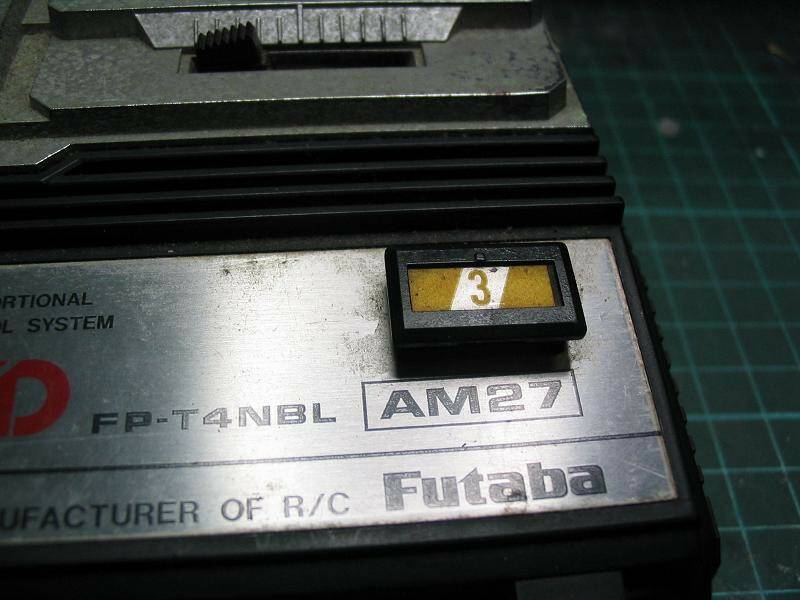 3
ORTIONAL
L SYSTEM
FP-T4NBL AM27
UFACTURER OF R/C Futaba